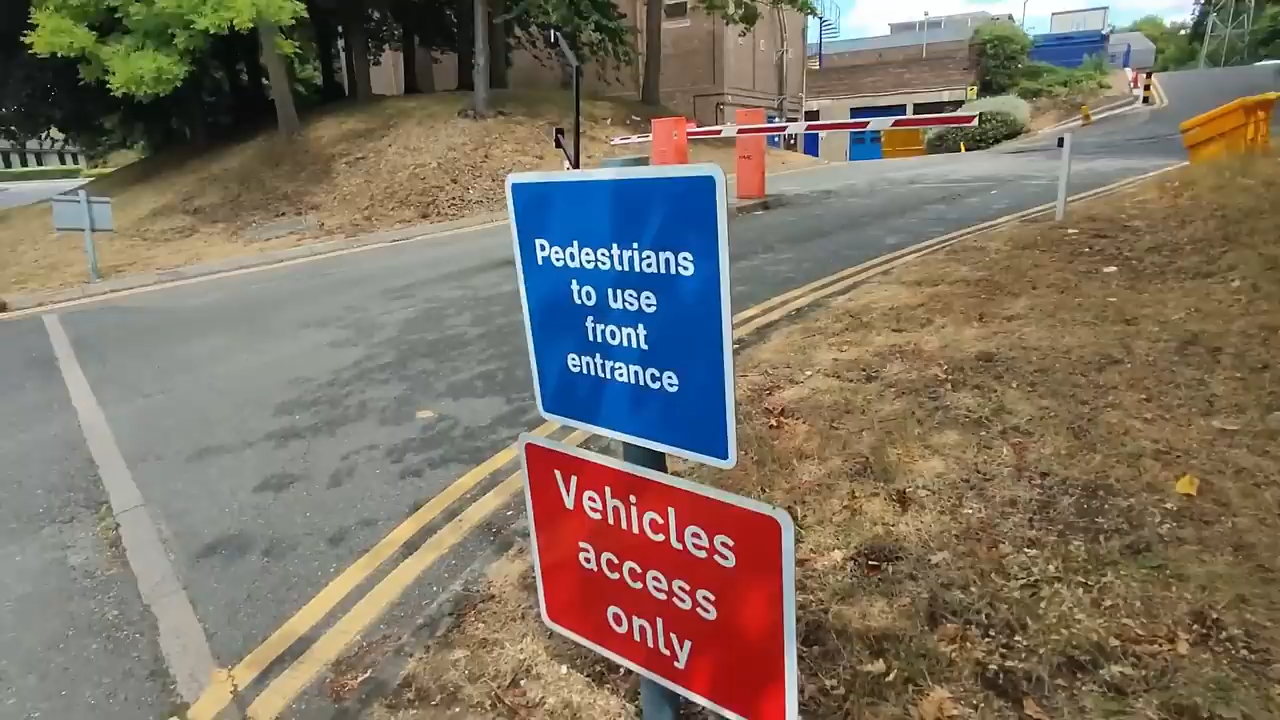 Pedestrians
to use
front
entrance
Vehicles
access
only